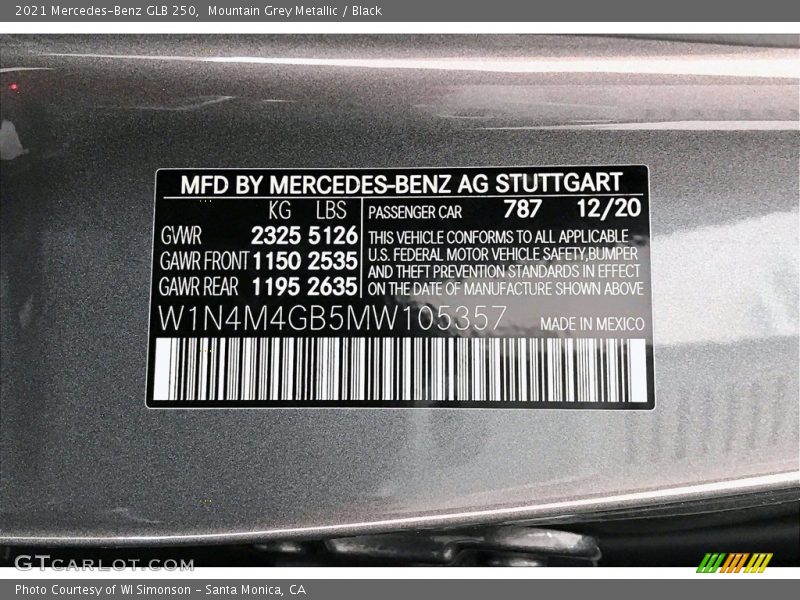 2021 Mercedes-Benz GLB 250,  Mountain Grey Metallic / Black
MFD BY MERCEDES-BENZ AG STUTTGART
KG LBS
PASSENGER CAR 787 12/20
GVWR 2325 5126
GAWR FRONT 1150 2535
GAWR REAR 1195 2635
THIS VEHICLE CONFORMS TO ALL APPLICABLE
U.S. FEDERAL MOTOR VEHICLE SAFETY,BUMPER
AND THEFT PREVENTION STANDARDS IN EFFECT
ON THE DATE OF MANUFACTURE SHOWN ABOVE
W1N4M4GB5MW105357
MADE IN MEXICO
GTCARLOT.COM
Photo Courtesy of WI Simonson - Santa Monica, CA